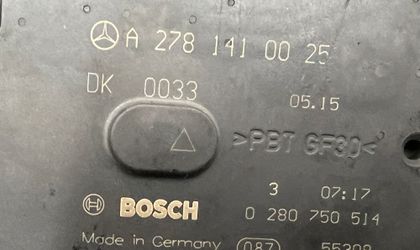 A 278 141 00 25
DK 0033
05.15
>PBT GF30<
3 07:17
BOSCH 0 280 750 514
Made in Germany (087)